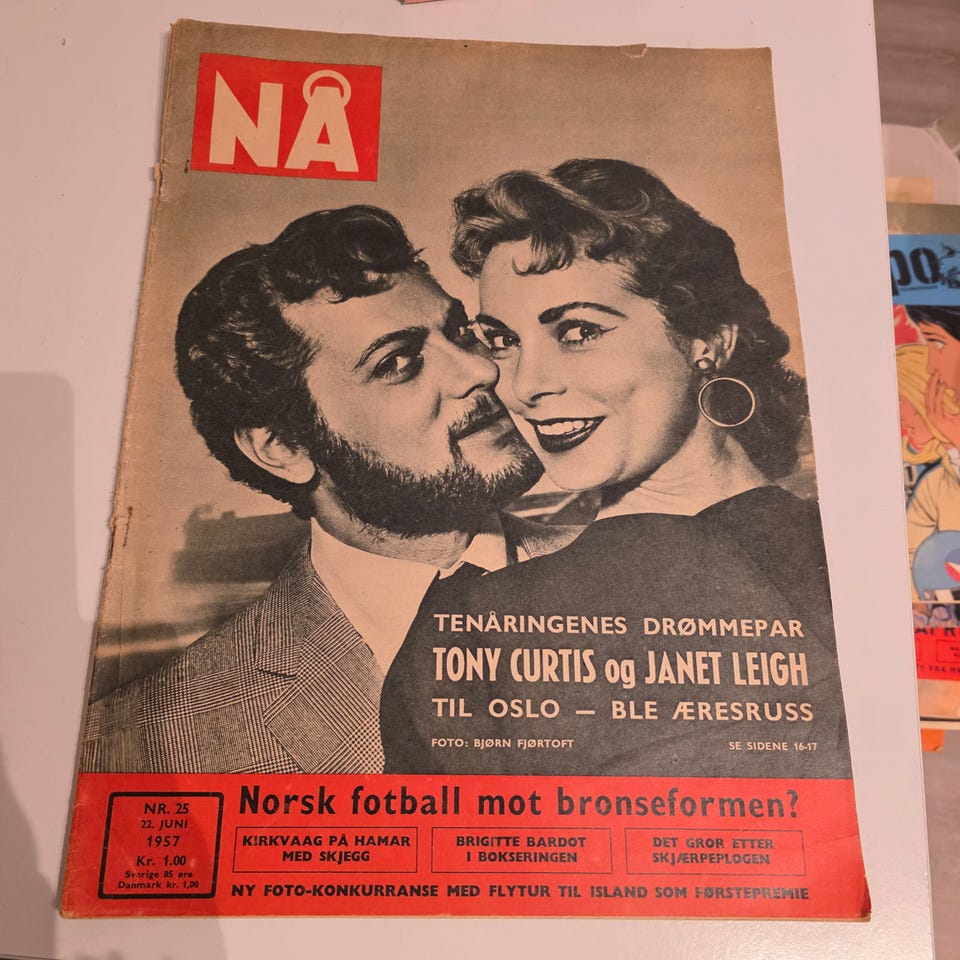 NÅ
TENÅRINGENES DRØMMEPAR
TONY CURTIS og JANET LEIGH
TIL OSLO — BLE ÆRESRUSS
FOTO: BJØRN FJØRTOFT
SE SIDENE 16-17
NR. 25
22. JUNI
1957
Kr. 1.00
Sverige 85 øre
Danmark kr. 1,00
Norsk fotball mot bronseformen?
KIRKVAAG PÅ HAMAR
MED SKJEGG
BRIGITTE BARDOT
I BOKSERINGEN
DET GROR ETTER
SKJÆRPEPLOGEN
NY FOTO-KONKURRANSE MED FLYTUR TIL ISLAND SOM FØRSTEPREMIE
po